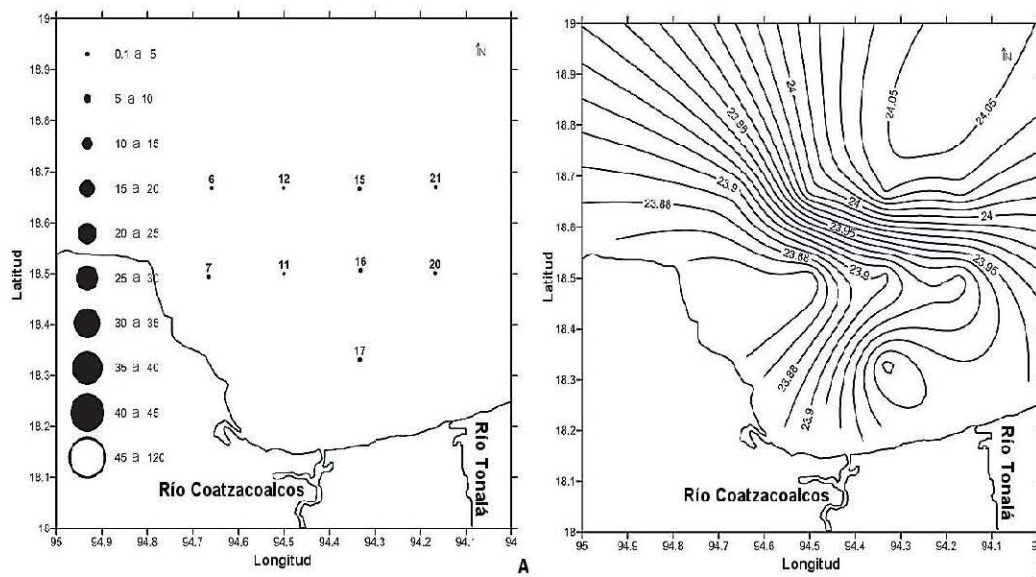 19
18.9
18.8
18.7
18.6
18.5
18.4
18.3
18.2
18.1
18
Latitud
0.1 a 5
5 a 10
10 a 15
15 a 20
20 a 25
25 a 30
30 a 35
35 a 40
40 a 45
45 a 120
N
6 12 15 21
7 11 16 20
17
Río Coatzacoalcos
Río Tonalá
95 94.9 94.8 94.7 94.6 94.5 94.4 94.3 94.2 94.1 94
Longitud
A
19
18.9
18.8
18.7
18.6
18.5
18.4
18.3
18.2
18.1
18
Latitud
N
24
24.05
24.05
23.95
23.9
24
24
23.88
23.95
23.95
23.88
23.9
23.88
23.9
Río Coatzacoalcos
Río Tonalá
95 94.9 94.8 94.7 94.6 94.5 94.4 94.3 94.2 94.1
Longitud